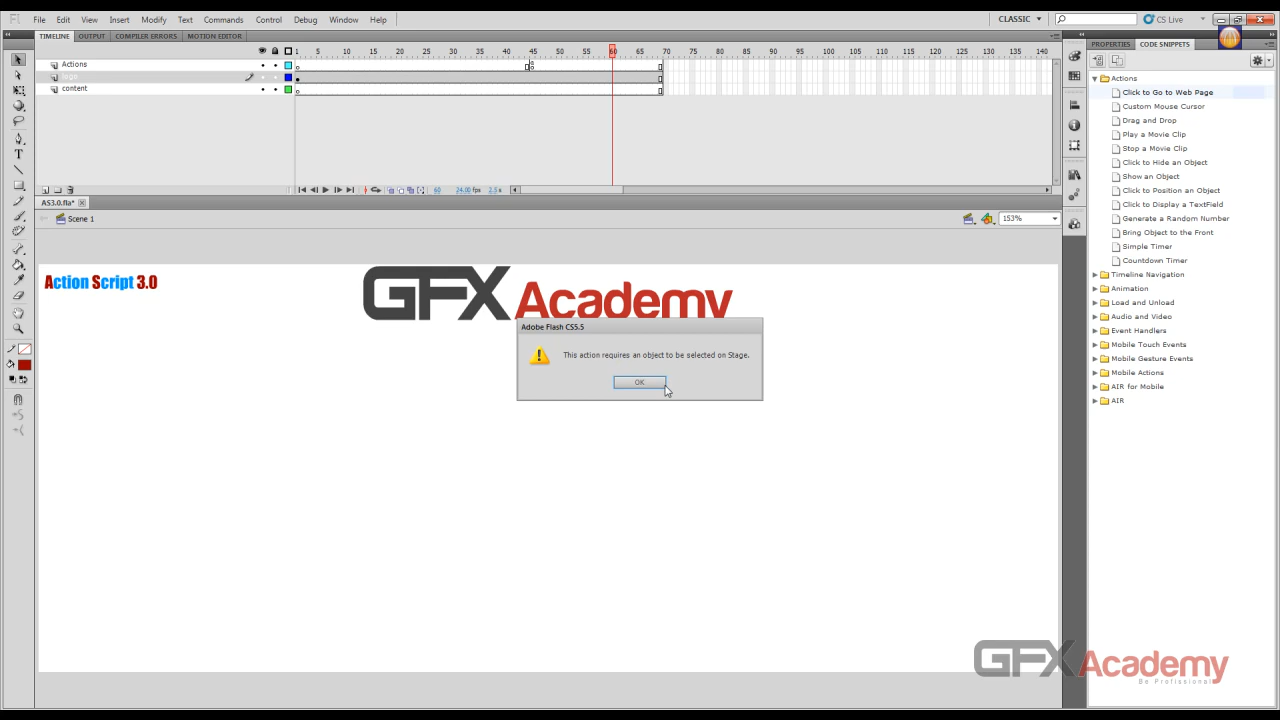 Fl File Edit View Insert Modify Text Commands Control Debug Window Help CLASSIC CS Live
TIMELINE OUTPUT COMPILER ERRORS MOTION EDITOR
1 5 10 15 20 25 30 35 40 45 50 55 60 65 70 75 80 85 90 95 100 105 110 115 120 125 130 135 140
Actions
logo
content
60 24.00 fps 2.5 s
AS3.0.fla*
Scene 1
153%
PROPERTIES CODE SNIPPETS
Actions
Click to Go to Web Page
Custom Mouse Cursor
Drag and Drop
Play a Movie Clip
Stop a Movie Clip
Click to Hide an Object
Show an Object
Click to Position an Object
Click to Display a TextField
Generate a Random Number
Bring Object to the Front
Simple Timer
Countdown Timer
Timeline Navigation
Animation
Load and Unload
Audio and Video
Event Handlers
Mobile Touch Events
Mobile Gesture Events
Mobile Actions
AIR for Mobile
AIR
Action Script 3.0
GFXAcademy
Adobe Flash CS5.5
This action requires an object to be selected on Stage.
OK
GFXAcademy
Be Professional